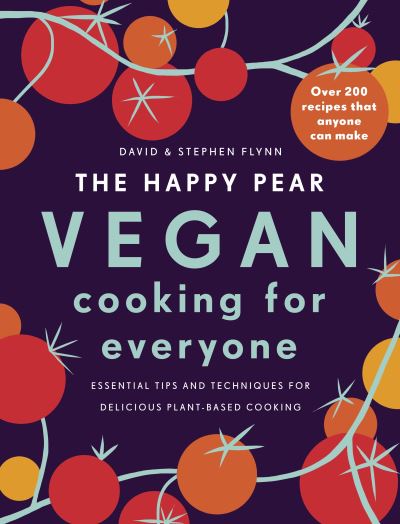 Over 200
recipes that
anyone
can make
DAVID & STEPHEN FLYNN
THE HAPPY PEAR
VEGAN
cooking for
everyone
ESSENTIAL TIPS AND TECHNIQUES FOR
DELICIOUS PLANT-BASED COOKING